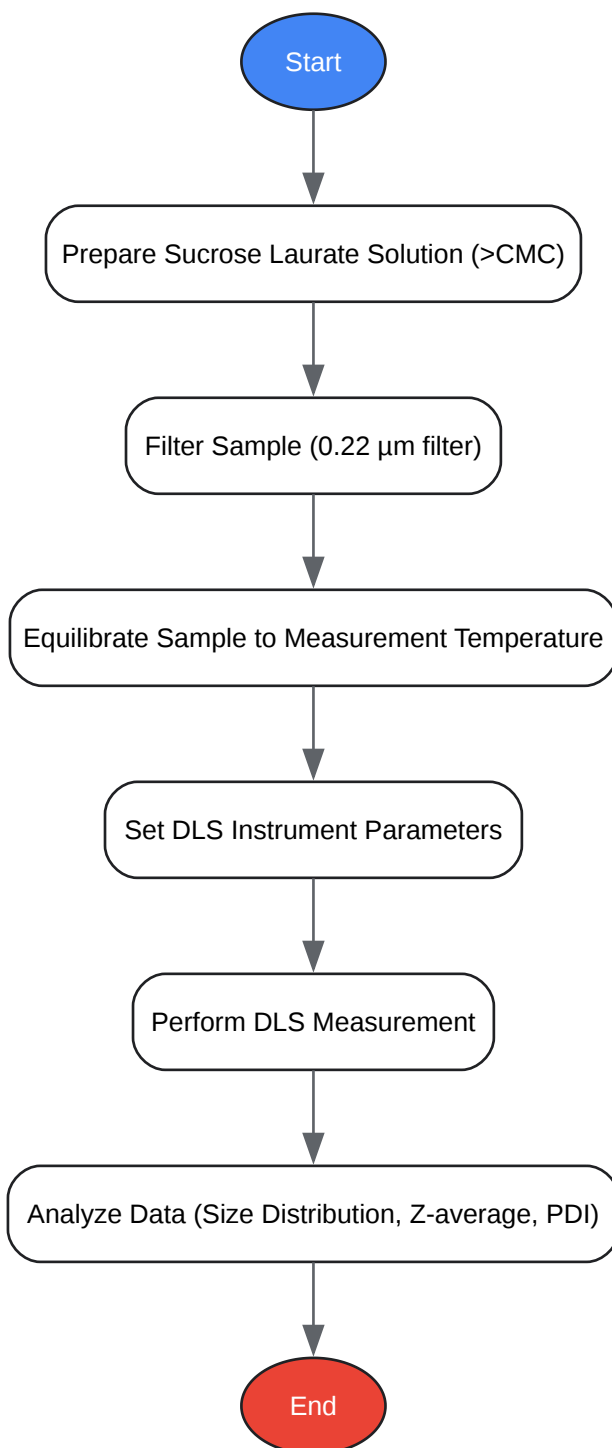 Start
Prepare Sucrose Laurate Solution (>CMC)
Filter Sample (0.22 µm filter)
Equilibrate Sample to Measurement Temperature
Set DLS Instrument Parameters
Perform DLS Measurement
Analyze Data (Size Distribution, Z-average, PDI)
End